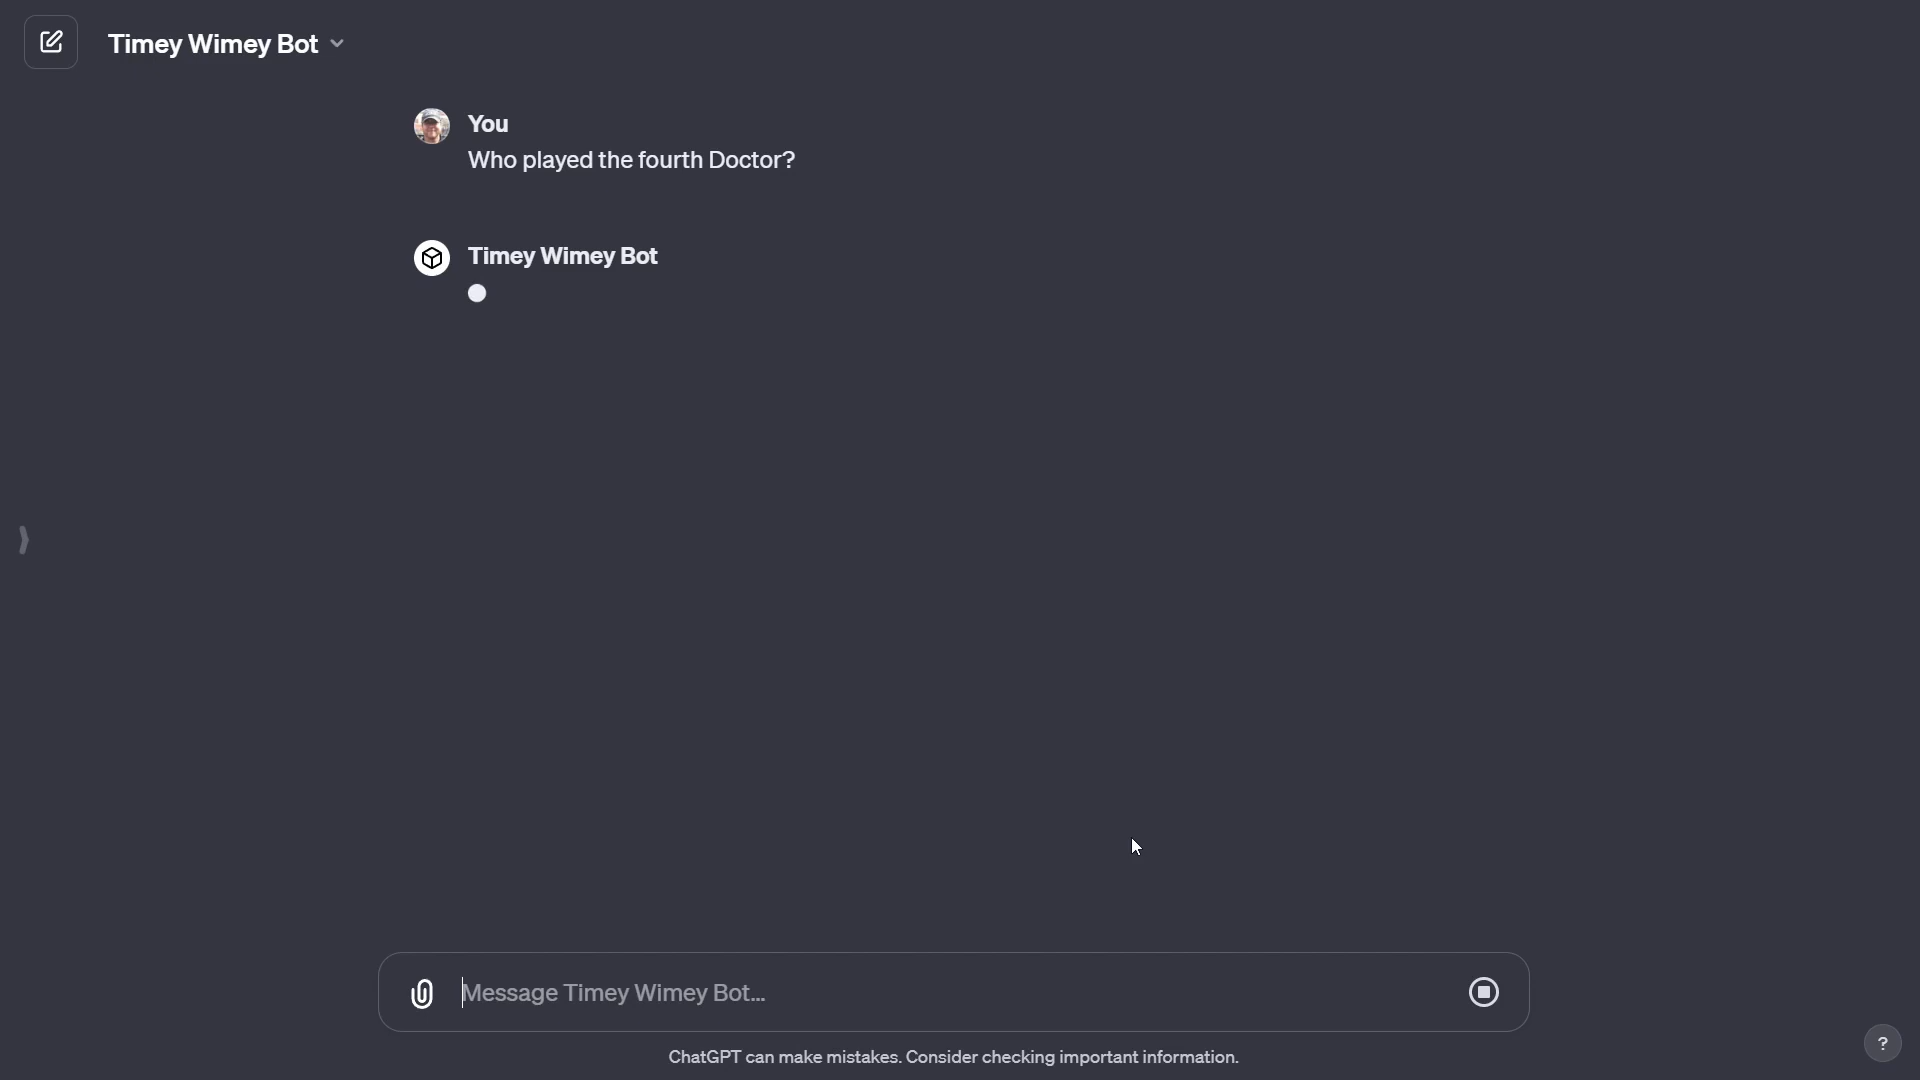 Timey Wimey Bot
You
Who played the fourth Doctor?
Timey Wimey Bot
Message Timey Wimey Bot...
ChatGPT can make mistakes. Consider checking important information.
?